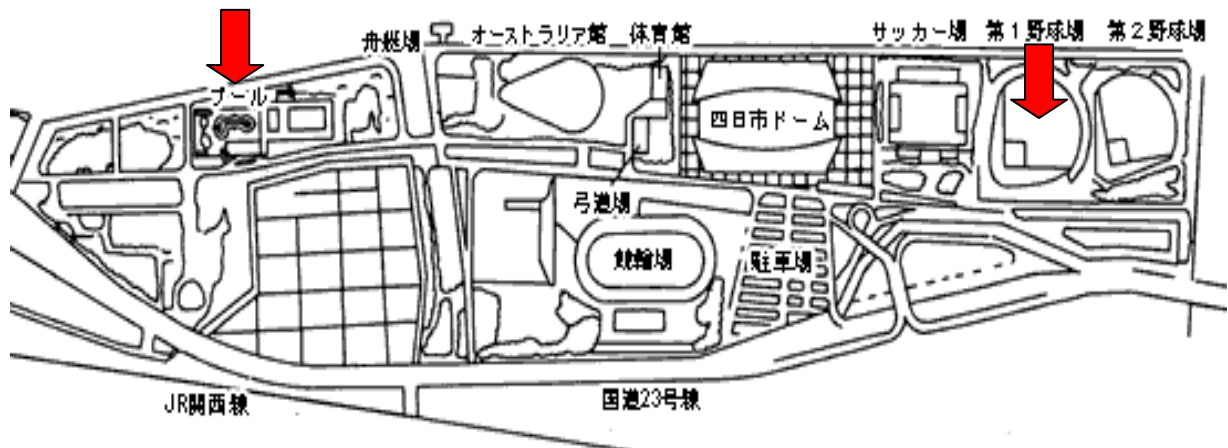 舟艇場
オーストラリア館
体育館
サッカー場
第1野球場
第2野球場
プール
四日市ドーム
弓道場
競輪場
駐車場
JR関西線
国道23号線